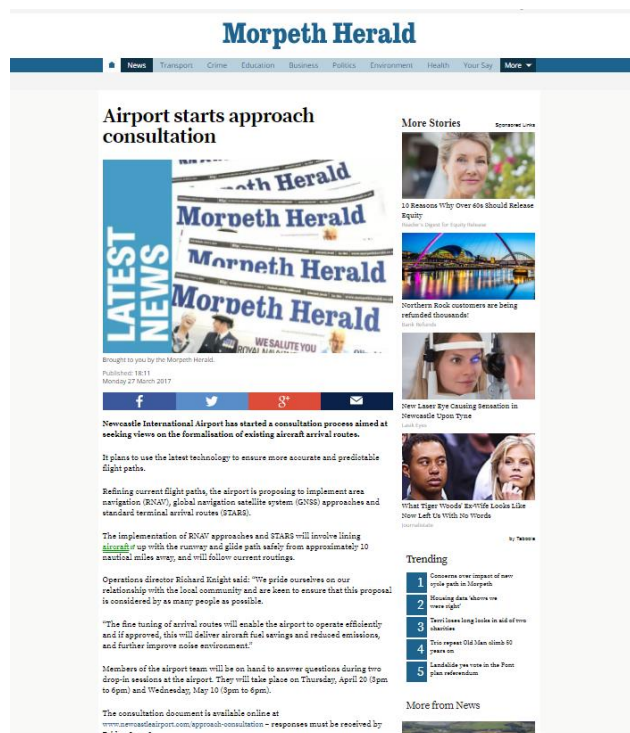 Morpeth Herald
News Transport Crime Education Business Politics Environment Health Your Say More
Airport starts approach
consultation
LATEST
NEWS
Morpeth Herald
Morpeth Herald
Morpeth Herald
WE SALUTE YOU
Brought to you by the Morpeth Herald.
Published: 18:11
Monday 27 March 2017
Newcastle International Airport has started a consultation process aimed at
seeking views on the formalisation of existing aircraft arrival routes.
It plans to use the latest technology to ensure more accurate and predictable
flight paths.
Refining current flight paths, the airport is proposing to implement area
navigation (RNAV), global navigation satellite system (GNSS) approaches and
standard terminal arrival routes (STARS).
The implementation of RNAV approaches and STARS will involve lining
aircraft up with the runway and glide path safely from approximately 10
nautical miles away, and will follow current routings.
Operations director Richard Knight said: "We pride ourselves on our
relationship with the local community and are keen to ensure that this proposal
is considered by as many people as possible.
"The fine tuning of arrival routes will enable the airport to operate efficiently
and if approved, this will deliver aircraft fuel savings and reduced emissions,
and further improve noise environment."
Members of the airport team will be on hand to answer questions during two
drop-in sessions at the airport. They will take place on Thursday, April 20 (3pm
to 6pm) and Wednesday, May 10 (3pm to 6pm).
The consultation document is available online at
www.newcastleairport.com/approach-consultation – responses must be received by
More Stories
Sponsored Links
10 Reasons Why Over 60s Should Release
Equity
Reader's Digest for Equity Release
Northern Rock customers are being
refunded thousands!
Bank Refunds
New Laser Eye Causing Sensation in
Newcastle Upon Tyne
What Tiger Woods' Ex-Wife Looks Like
Now Left Us With No Words
by Taboola
Trending
1 Concerns over impact of new
cycle path in Morpeth
2 Housing data 'shows we
were right'
3 Terri loses long locks in aid of two
charities
4 Trio repeat Old Man climb 50
years on
5 Landslide yes vote in the Pont
plan referendum
More from News